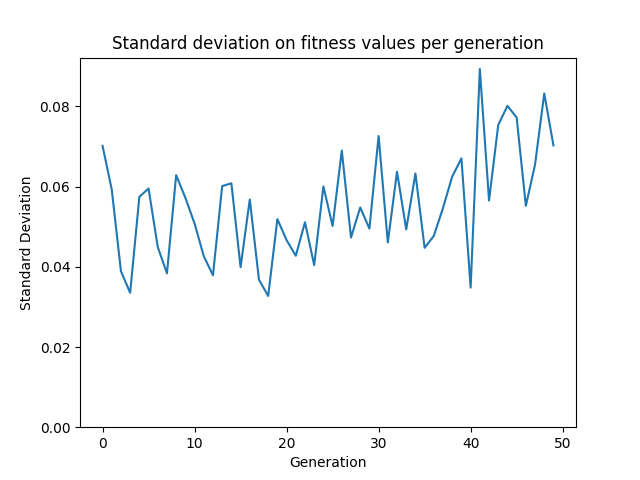 Standard deviation on fitness values per generation
0.08
0.06
0.04
0.02
0.00
Standard Deviation
0 10 20 30 40 50
Generation